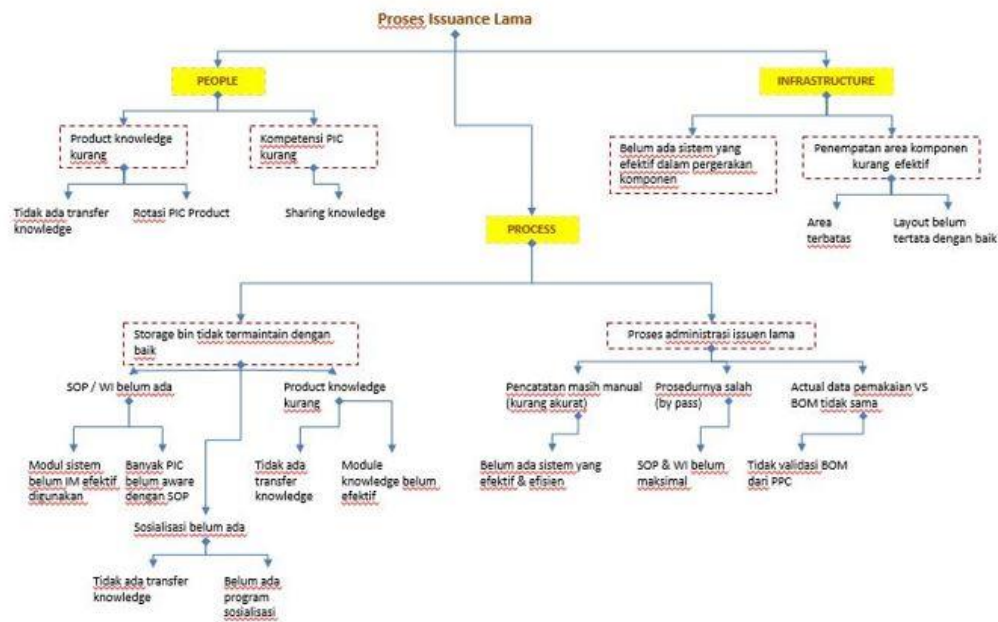 Proses Issuance Lama
PEOPLE
INFRASTRUCTURE
Product knowledge
kurang
Kompetensi PIC
kurang
Belum ada sistem yang
efektif dalam pergerakan
komponen
Penempatan area komponen
kurang efektif
Tidak ada transfer
knowledge
Rotasi PIC Product
Sharing knowledge
Area
terbatas
Layout belum
tertata dengan baik
PROCESS
Storage bin tidak termaintain dengan
baik
Proses administrasi issuen lama
SOP / WI belum ada
Product knowledge
kurang
Pencatatan masih manual
(kurang akurat)
Prosedurnya salah
(by pass)
Actual data pemakaian VS
BOM tidak sama
Modul sistem
belum IM efektif
digunakan
Banyak PIC
belum aware
dengan SOP
Tidak ada
transfer
knowledge
Module
knowledge belum
efektif
Belum ada sistem yang
efektif & efisien
SOP & WI belum
maksimal
Tidak validasi BOM
dari PPC
Sosialisasi belum ada
Tidak ada transfer
knowledge
Belum ada
program
sosialisasi